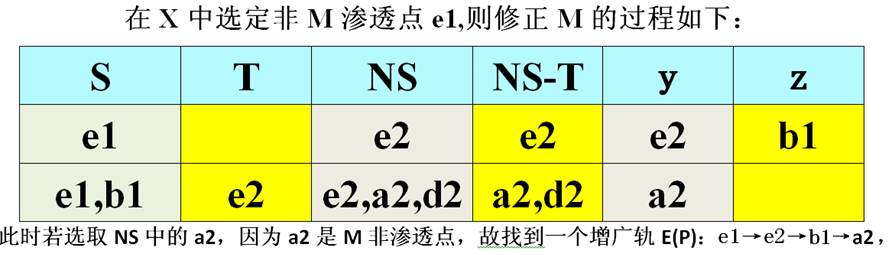 在 X 中选定非 M 渗透点 e1,则修正 M 的过程如下：
S T NS NS-T y z
e1 e2 e2 e2 b1
e1,b1 e2 e2,a2,d2 a2,d2 a2
此时若选取 NS 中的 a2，因为 a2 是 M 非渗透点，故找到一个增广轨 E(P)：e1→e2→b1→a2，